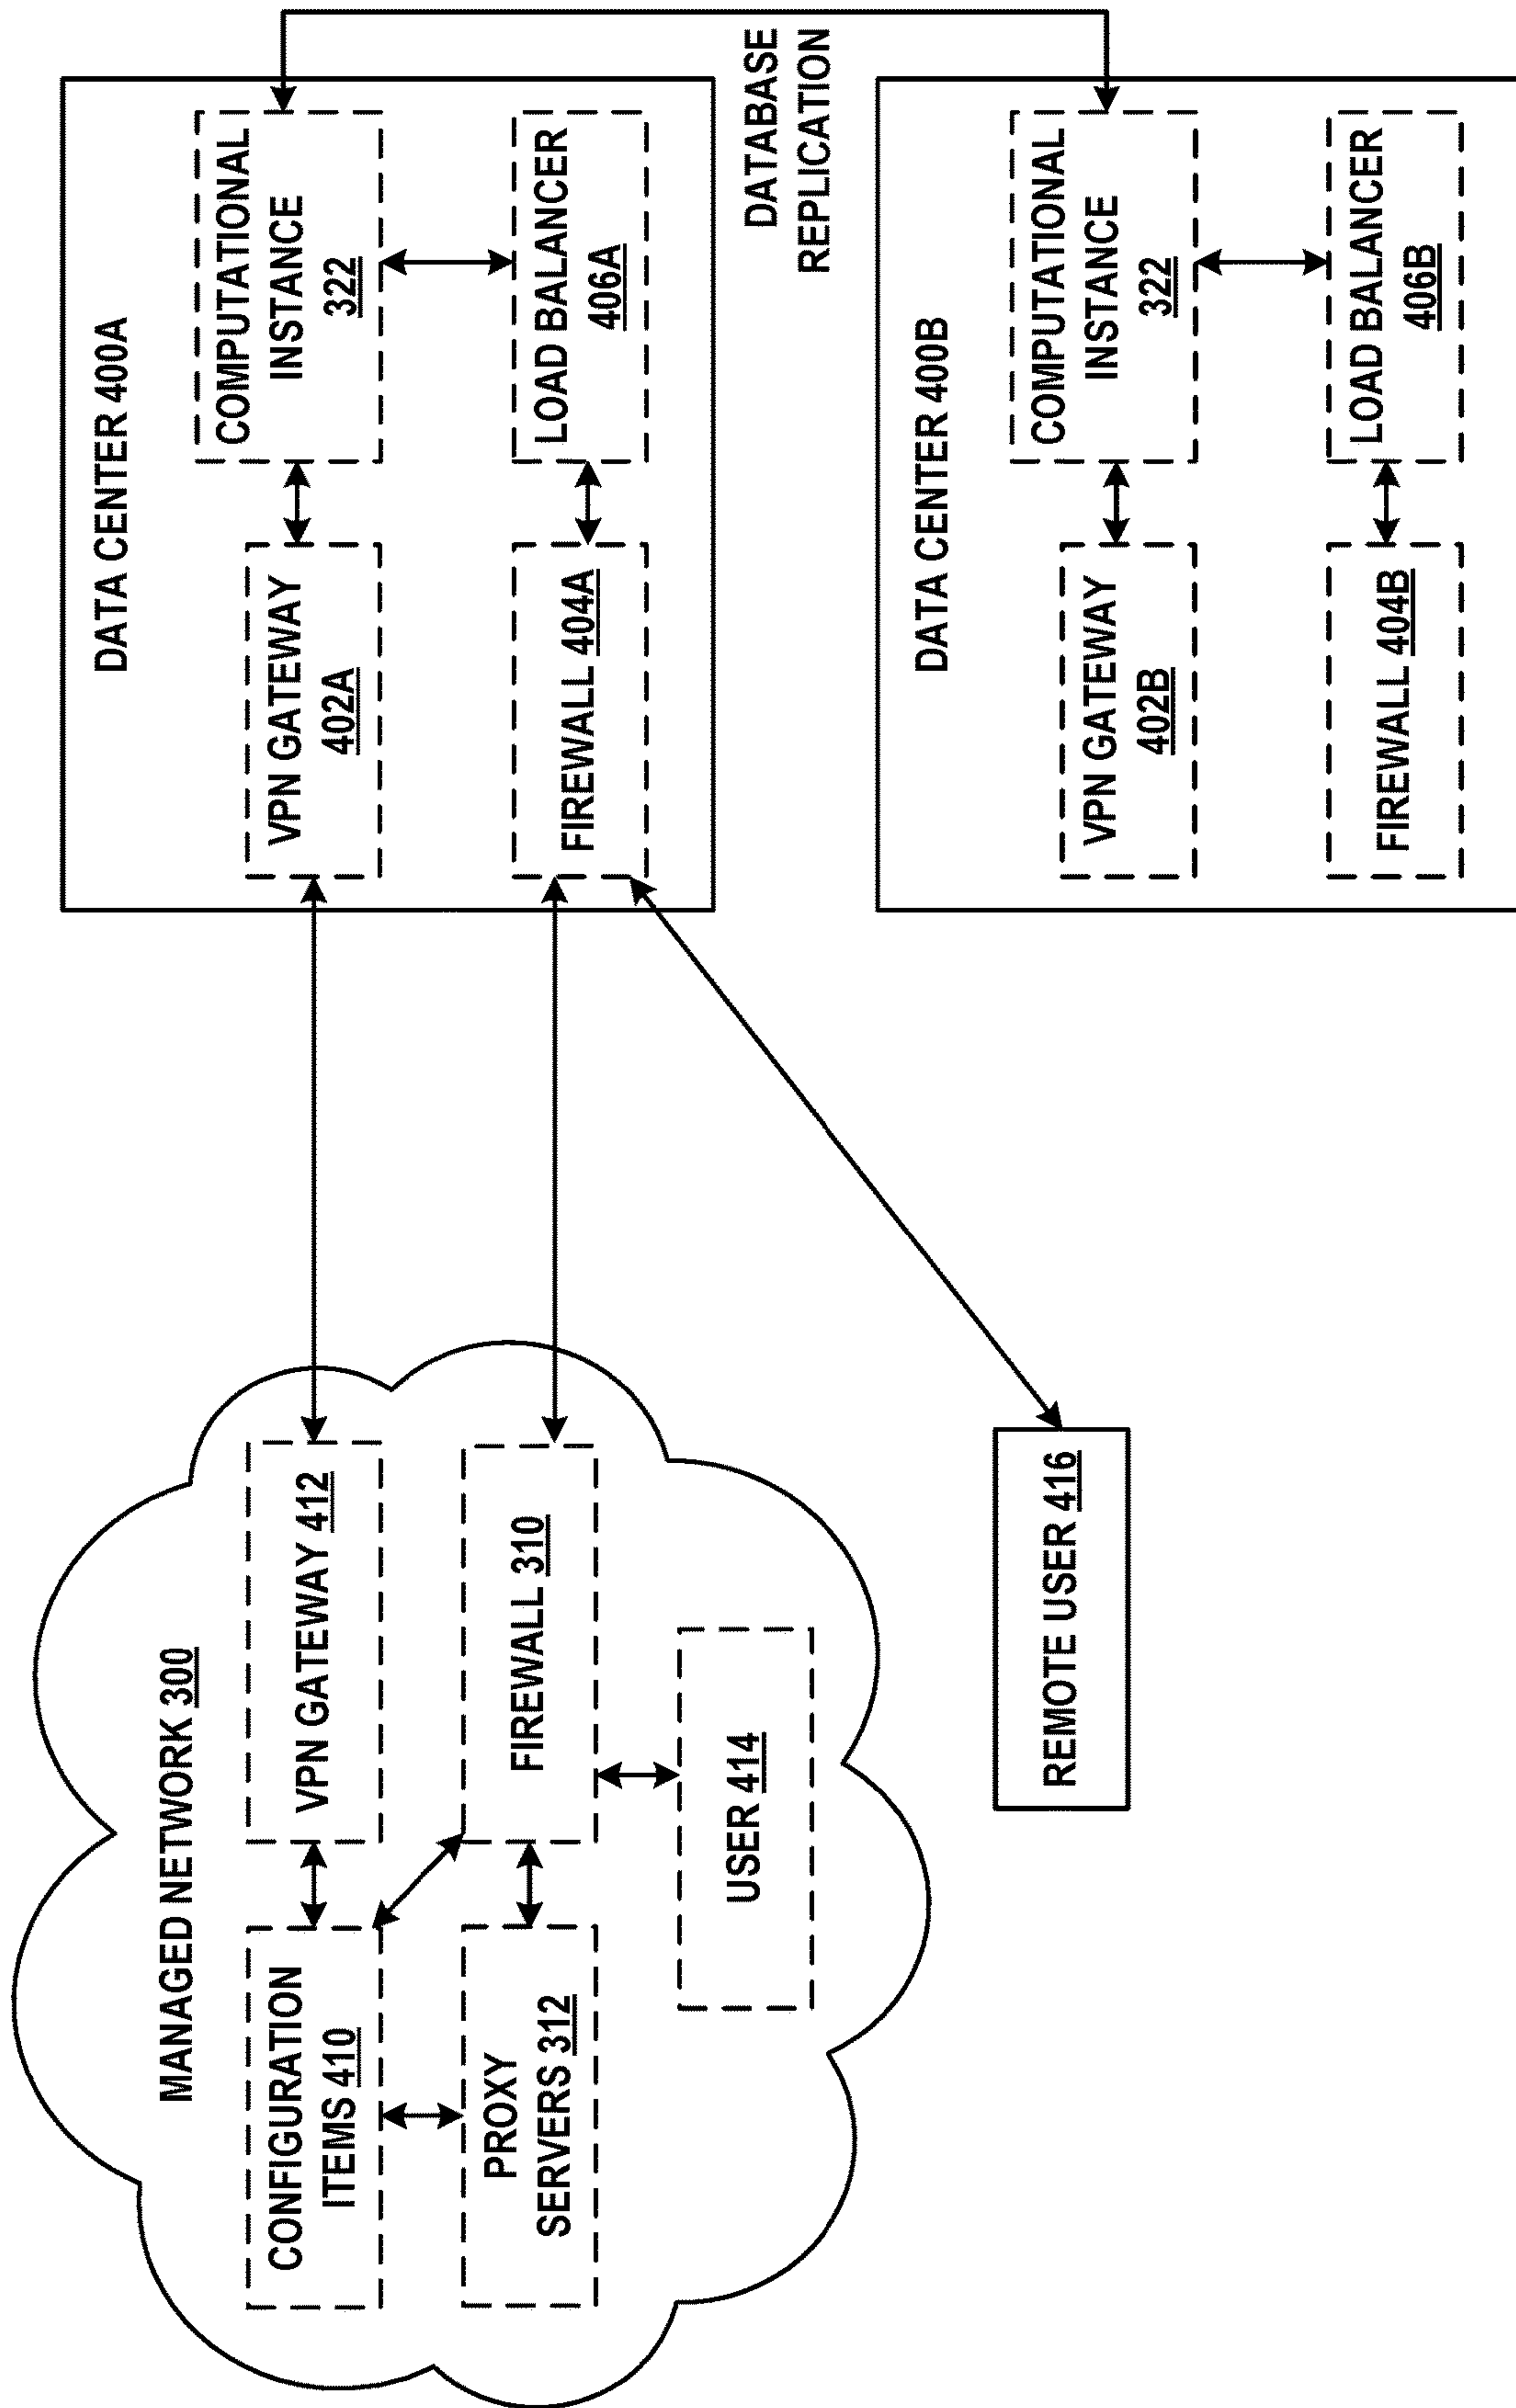 MANAGED NETWORK 300
CONFIGURATION
ITEMS 410
VPN GATEWAY 412
PROXY
SERVERS 312
FIREWALL 310
USER 414
REMOTE USER 416
DATA CENTER 400A
VPN GATEWAY
402A
COMPUTATIONAL
INSTANCE
322
FIREWALL 404A
LOAD BALANCER
406A
DATABASE
REPLICATION
DATA CENTER 400B
VPN GATEWAY
402B
COMPUTATIONAL
INSTANCE
322
FIREWALL 404B
LOAD BALANCER
406B